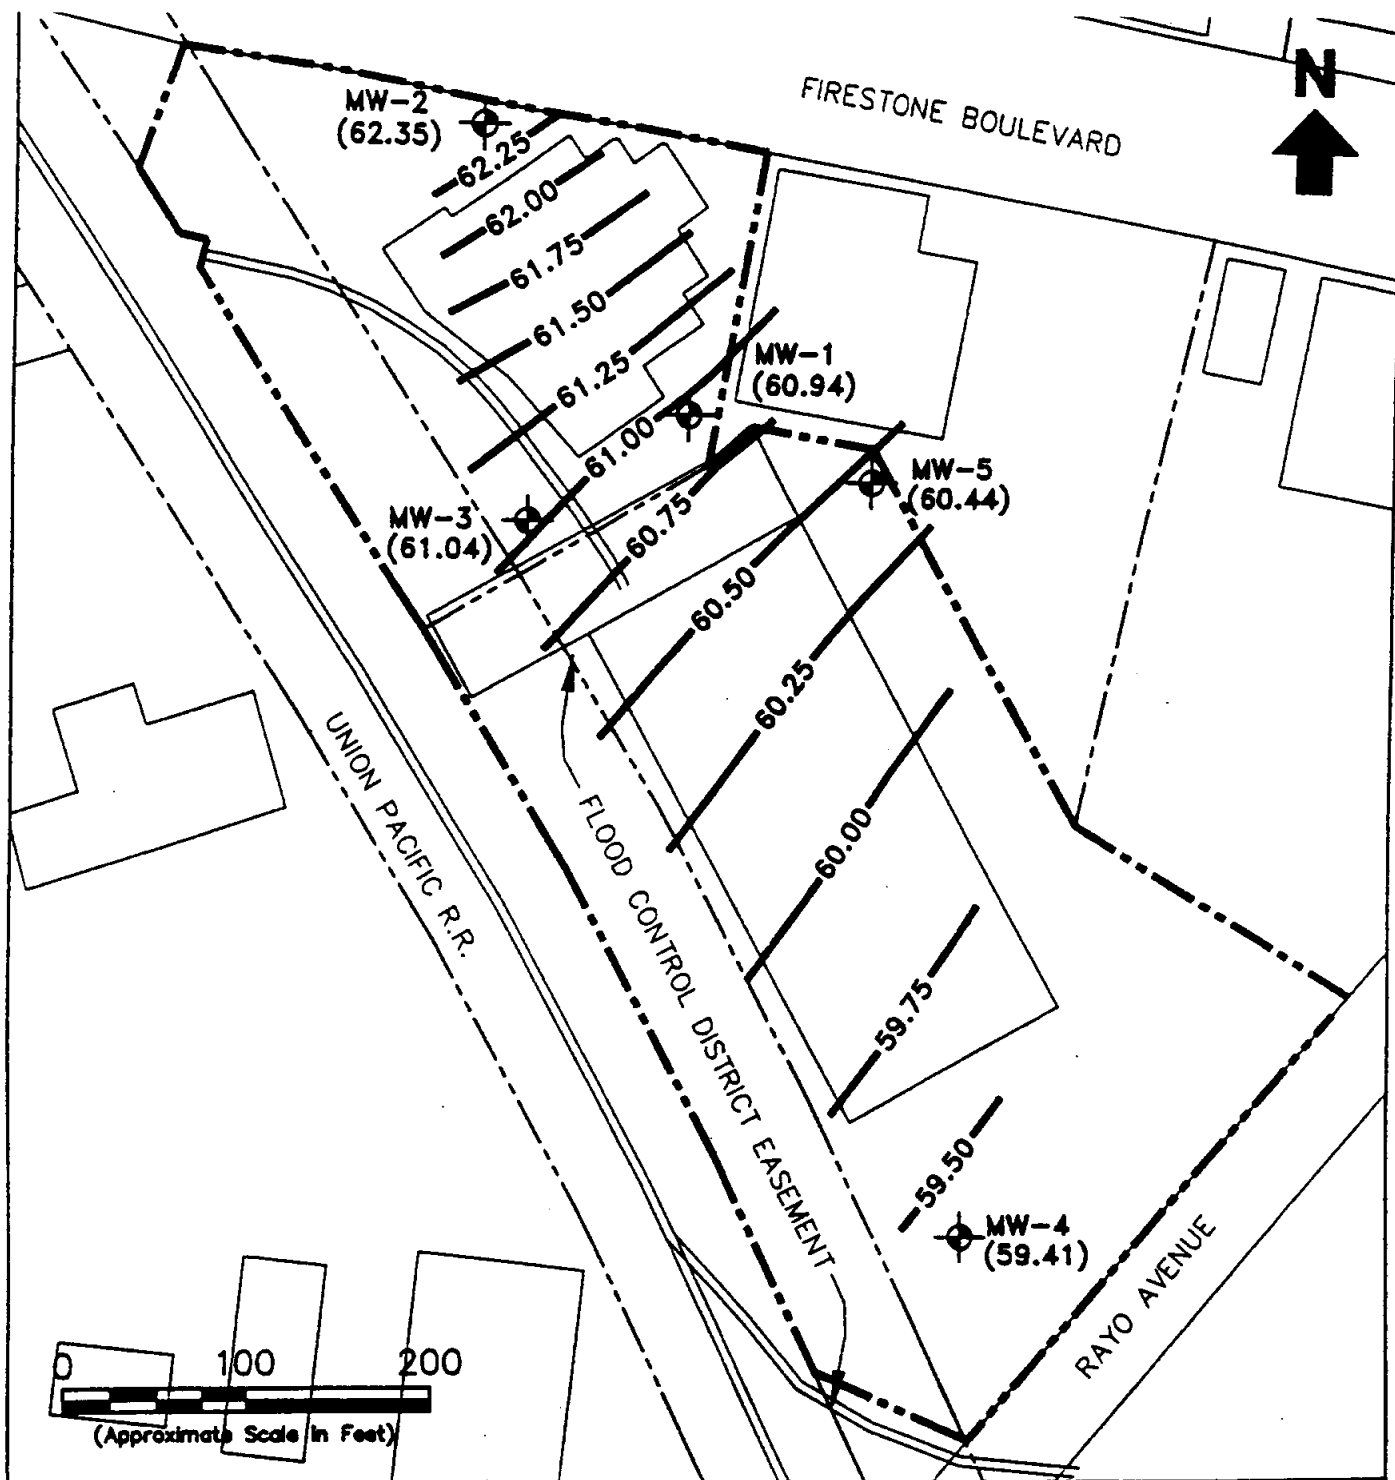 N
FIRESTONE BOULEVARD
MW-2
(62.35)
62.25
62.00
61.75
61.50
61.25
MW-1
(60.94)
61.00
MW-5
(60.44)
MW-3
(61.04)
60.75
60.50
60.25
60.00
UNION PACIFIC R.R.
FLOOD CONTROL DISTRICT EASEMENT
59.75
59.50
MW-4
(59.41)
RAYO AVENUE
0 100 200
(Approximate Scale in Feet)